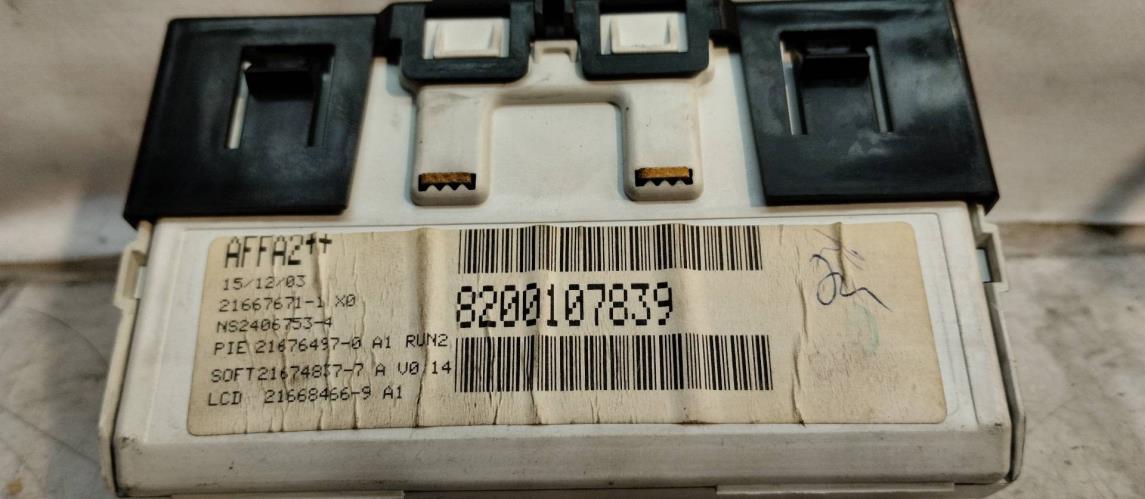 AFFA2++
15/12/03
21667671-1 X0
NS2406753-4
PIE 21676497-0 A1 RUN2
SOFT21674837-7 A V0.14
LCD 21668466-9 A1
8200107839